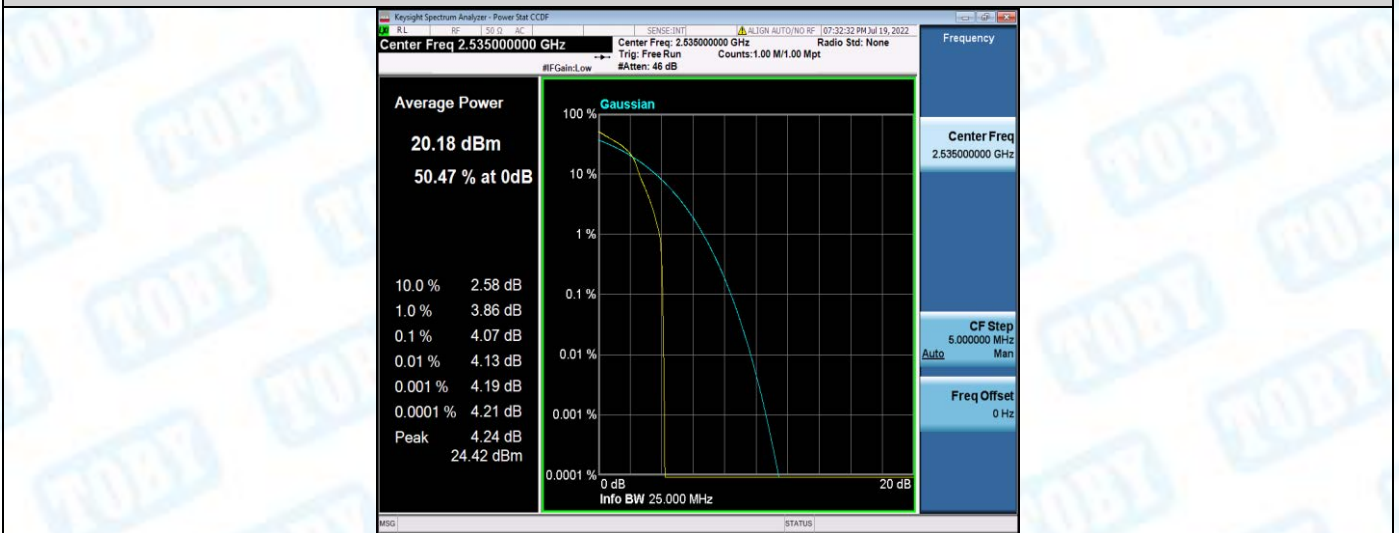 Keysight Spectrum Analyzer - Power Stat CCDF
RL RF 50 Ω AC SENSE:INT ALIGN AUTO/NO RF 07:32:32 PM Jul 19, 2022
Center Freq 2.535000000 GHz
Center Freq: 2.535000000 GHz Radio Std: None
Trig: Free Run Counts:1.00 M/1.00 Mpt
#IFGain:Low #Atten: 46 dB
Frequency
Average Power
20.18 dBm
50.47 % at 0dB
10.0 % 2.58 dB
1.0 % 3.86 dB
0.1 % 4.07 dB
0.01 % 4.13 dB
0.001 % 4.19 dB
0.0001 % 4.21 dB
Peak 4.24 dB
24.42 dBm
Gaussian
100 %
10 %
1 %
0.1 %
0.01 %
0.001 %
0.0001 %
0 dB 20 dB
Info BW 25.000 MHz
Center Freq
2.535000000 GHz
CF Step
5.000000 MHz
Auto Man
Freq Offset
0 Hz
MSG STATUS
TOBY
TOBY
TOBY
TOBY
TOBY
TOBY
TOBY
TOBY